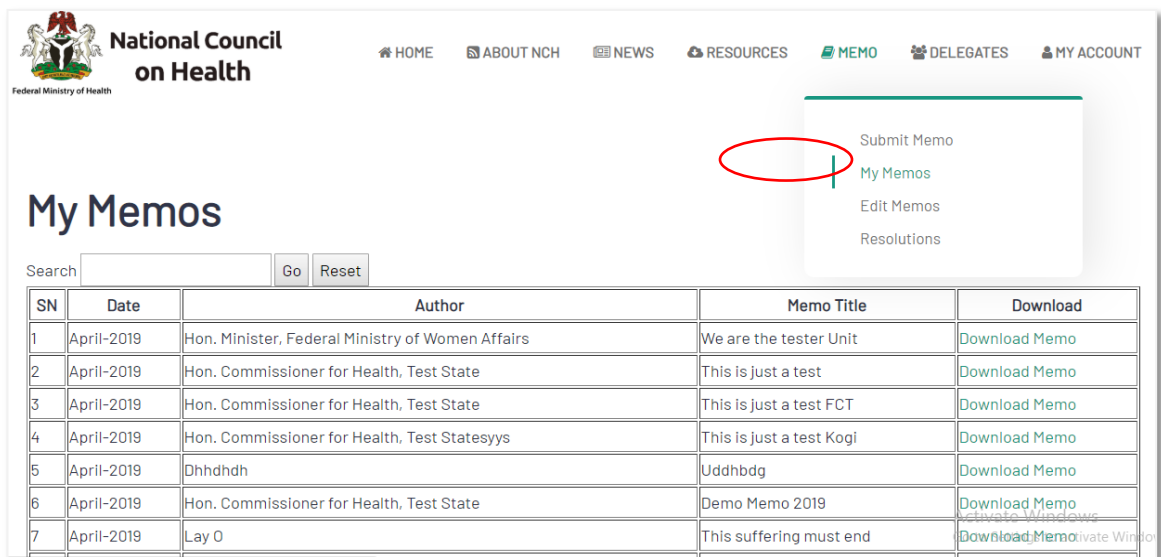 National Council
on Health
Federal Ministry of Health
HOME ABOUT NCH NEWS RESOURCES MEMO DELEGATES MY ACCOUNT
Submit Memo
My Memos
Edit Memos
Resolutions
My Memos
Search Go Reset
SN Date Author Memo Title Download
1 April-2019 Hon. Minister, Federal Ministry of Women Affairs We are the tester Unit Download Memo
2 April-2019 Hon. Commissioner for Health, Test State This is just a test Download Memo
3 April-2019 Hon. Commissioner for Health, Test State This is just a test FCT Download Memo
4 April-2019 Hon. Commissioner for Health, Test Statesyys This is just a test Kogi Download Memo
5 April-2019 Dhhdhdh Uddhbdg Download Memo
6 April-2019 Hon. Commissioner for Health, Test State Demo Memo 2019 Download Memo
Activate Windows
7 April-2019 Lay O This suffering must end Download Memo